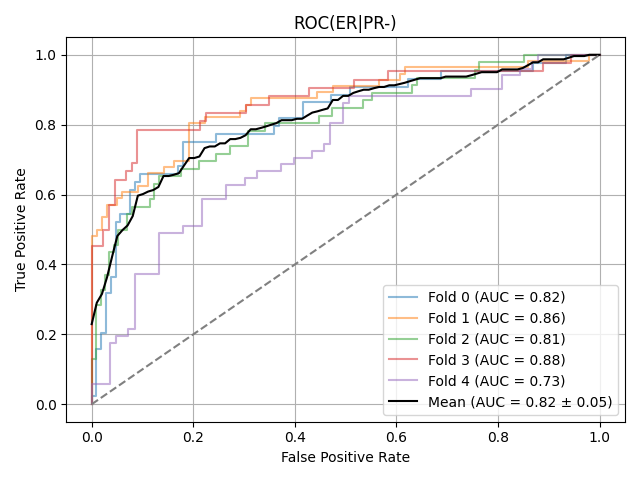 ROC(ER|PR-)
True Positive Rate
1.0
0.8
0.6
0.4
0.2
0.0
Fold 0 (AUC = 0.82)
Fold 1 (AUC = 0.86)
Fold 2 (AUC = 0.81)
Fold 3 (AUC = 0.88)
Fold 4 (AUC = 0.73)
Mean (AUC = 0.82 ± 0.05)
0.0 0.2 0.4 0.6 0.8 1.0
False Positive Rate